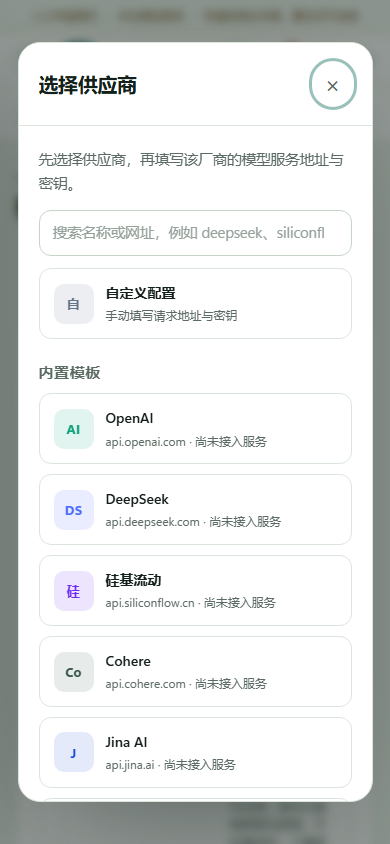 选择供应商
×
先选择供应商，再填写该厂商的模型服务地址与
密钥。
搜索名称或网址，例如 deepseek、siliconfl
自
自定义配置
手动填写请求地址与密钥
内置模板
AI
OpenAI
api.openai.com · 尚未接入服务
DS
DeepSeek
api.deepseek.com · 尚未接入服务
硅
硅基流动
api.siliconflow.cn · 尚未接入服务
Co
Cohere
api.cohere.com · 尚未接入服务
J
Jina AI
api.jina.ai · 尚未接入服务